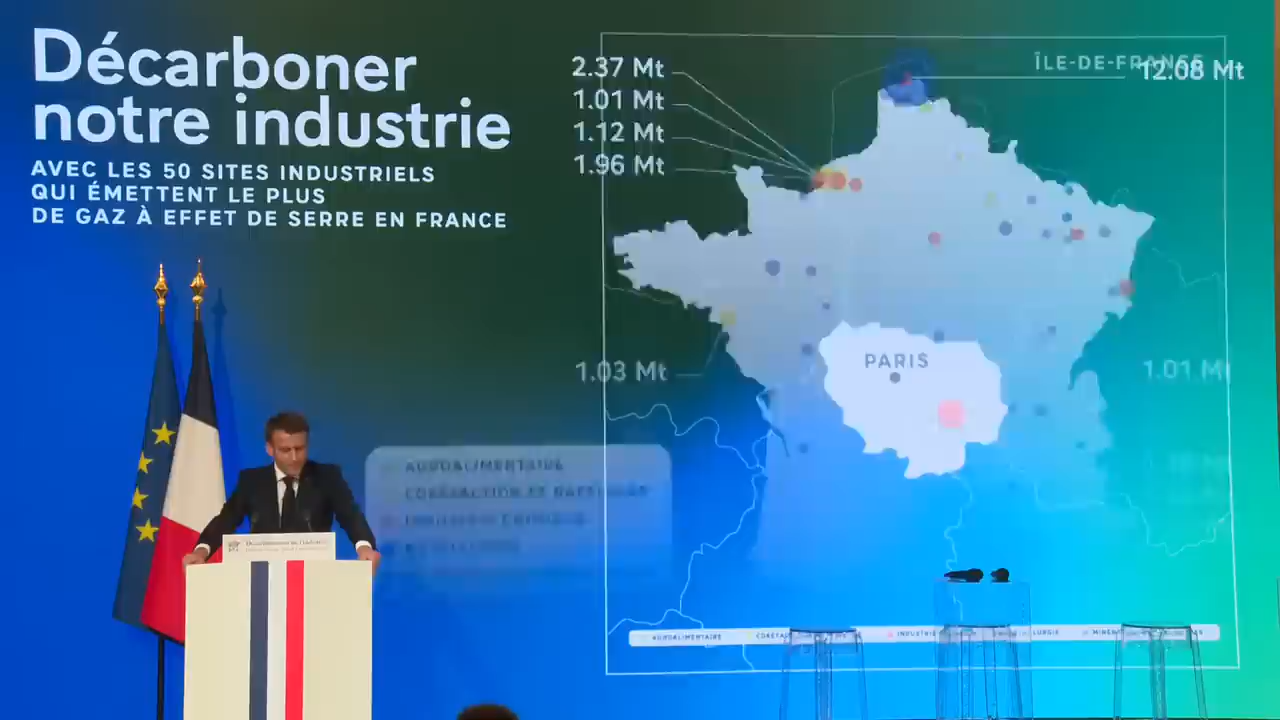 Décarboner
notre industrie
AVEC LES 50 SITES INDUSTRIELS
QUI ÉMETTENT LE PLUS
DE GAZ À EFFET DE SERRE EN FRANCE
2.37 Mt
1.01 Mt
1.12 Mt
1.96 Mt
ÎLE-DE-FRANCE
12.08 Mt
PARIS
1.03 Mt
1.01 Mt
AGROALIMENTAIRE
AGROALIMENTAIRE